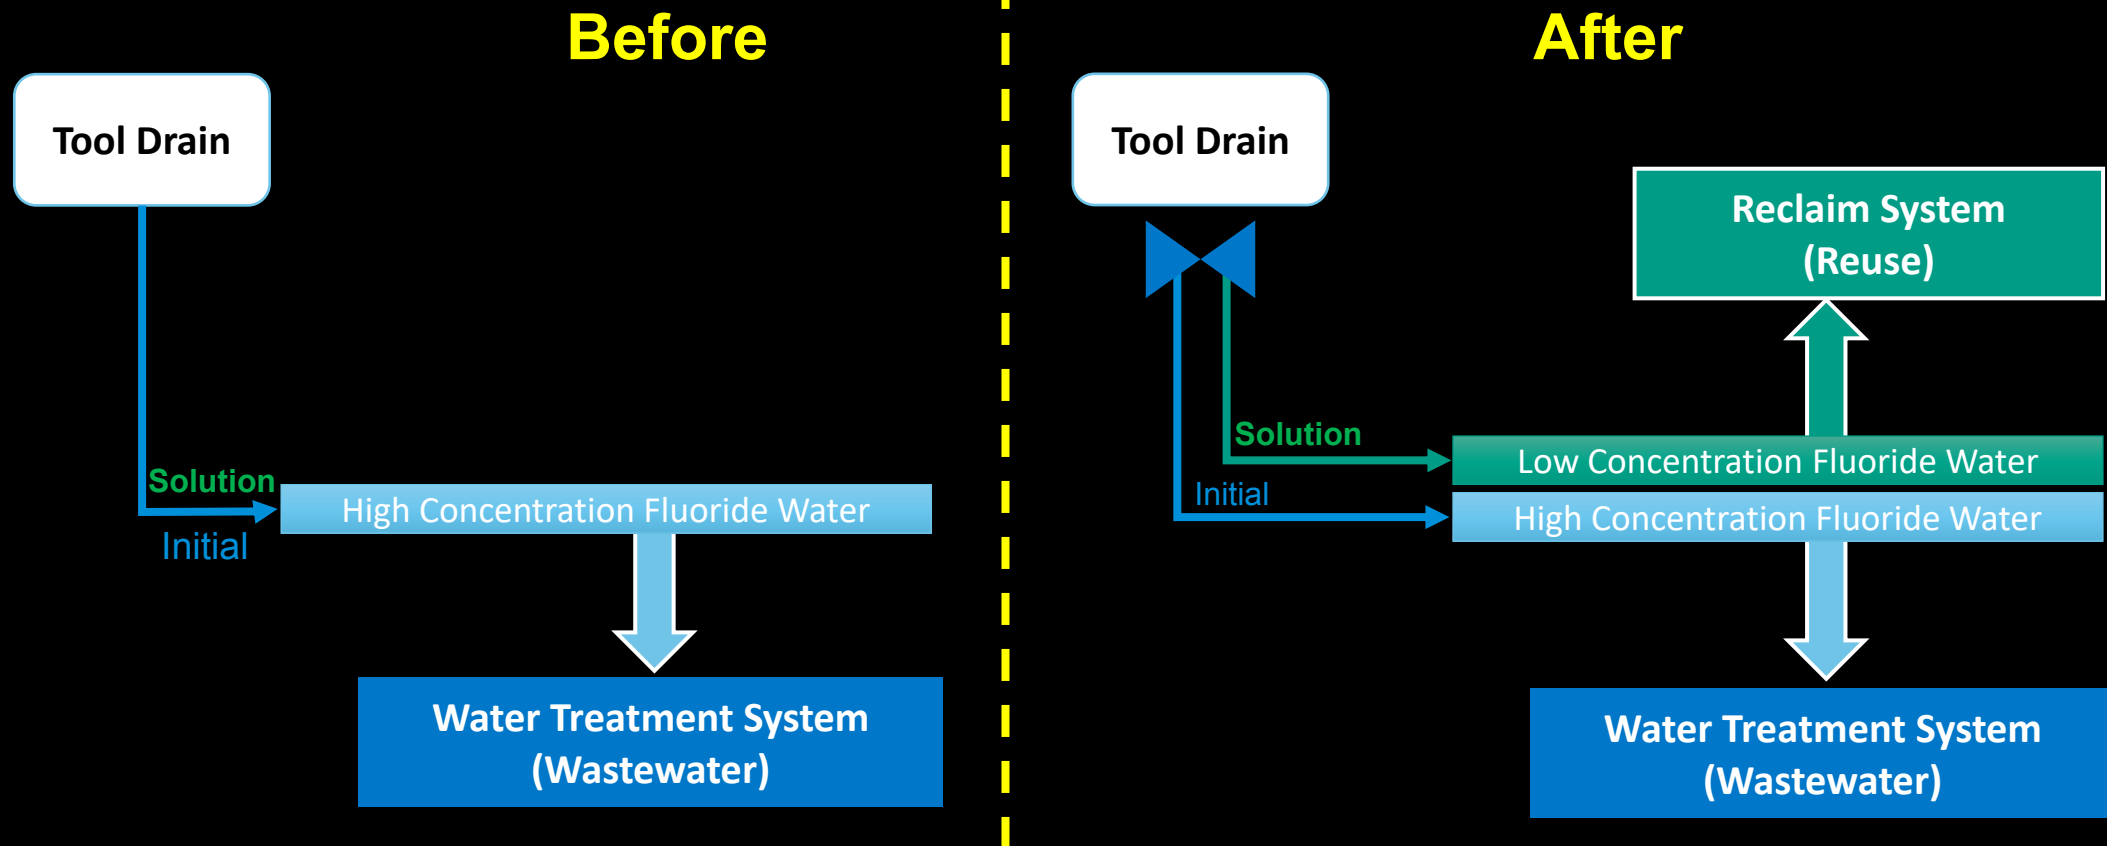 Before
Tool Drain
Solution
Initial
High Concentration Fluoride Water
Water Treatment System
(Wastewater)
After
Tool Drain
Reclaim System
(Reuse)
Solution
Low Concentration Fluoride Water
Initial
High Concentration Fluoride Water
Water Treatment System
(Wastewater)